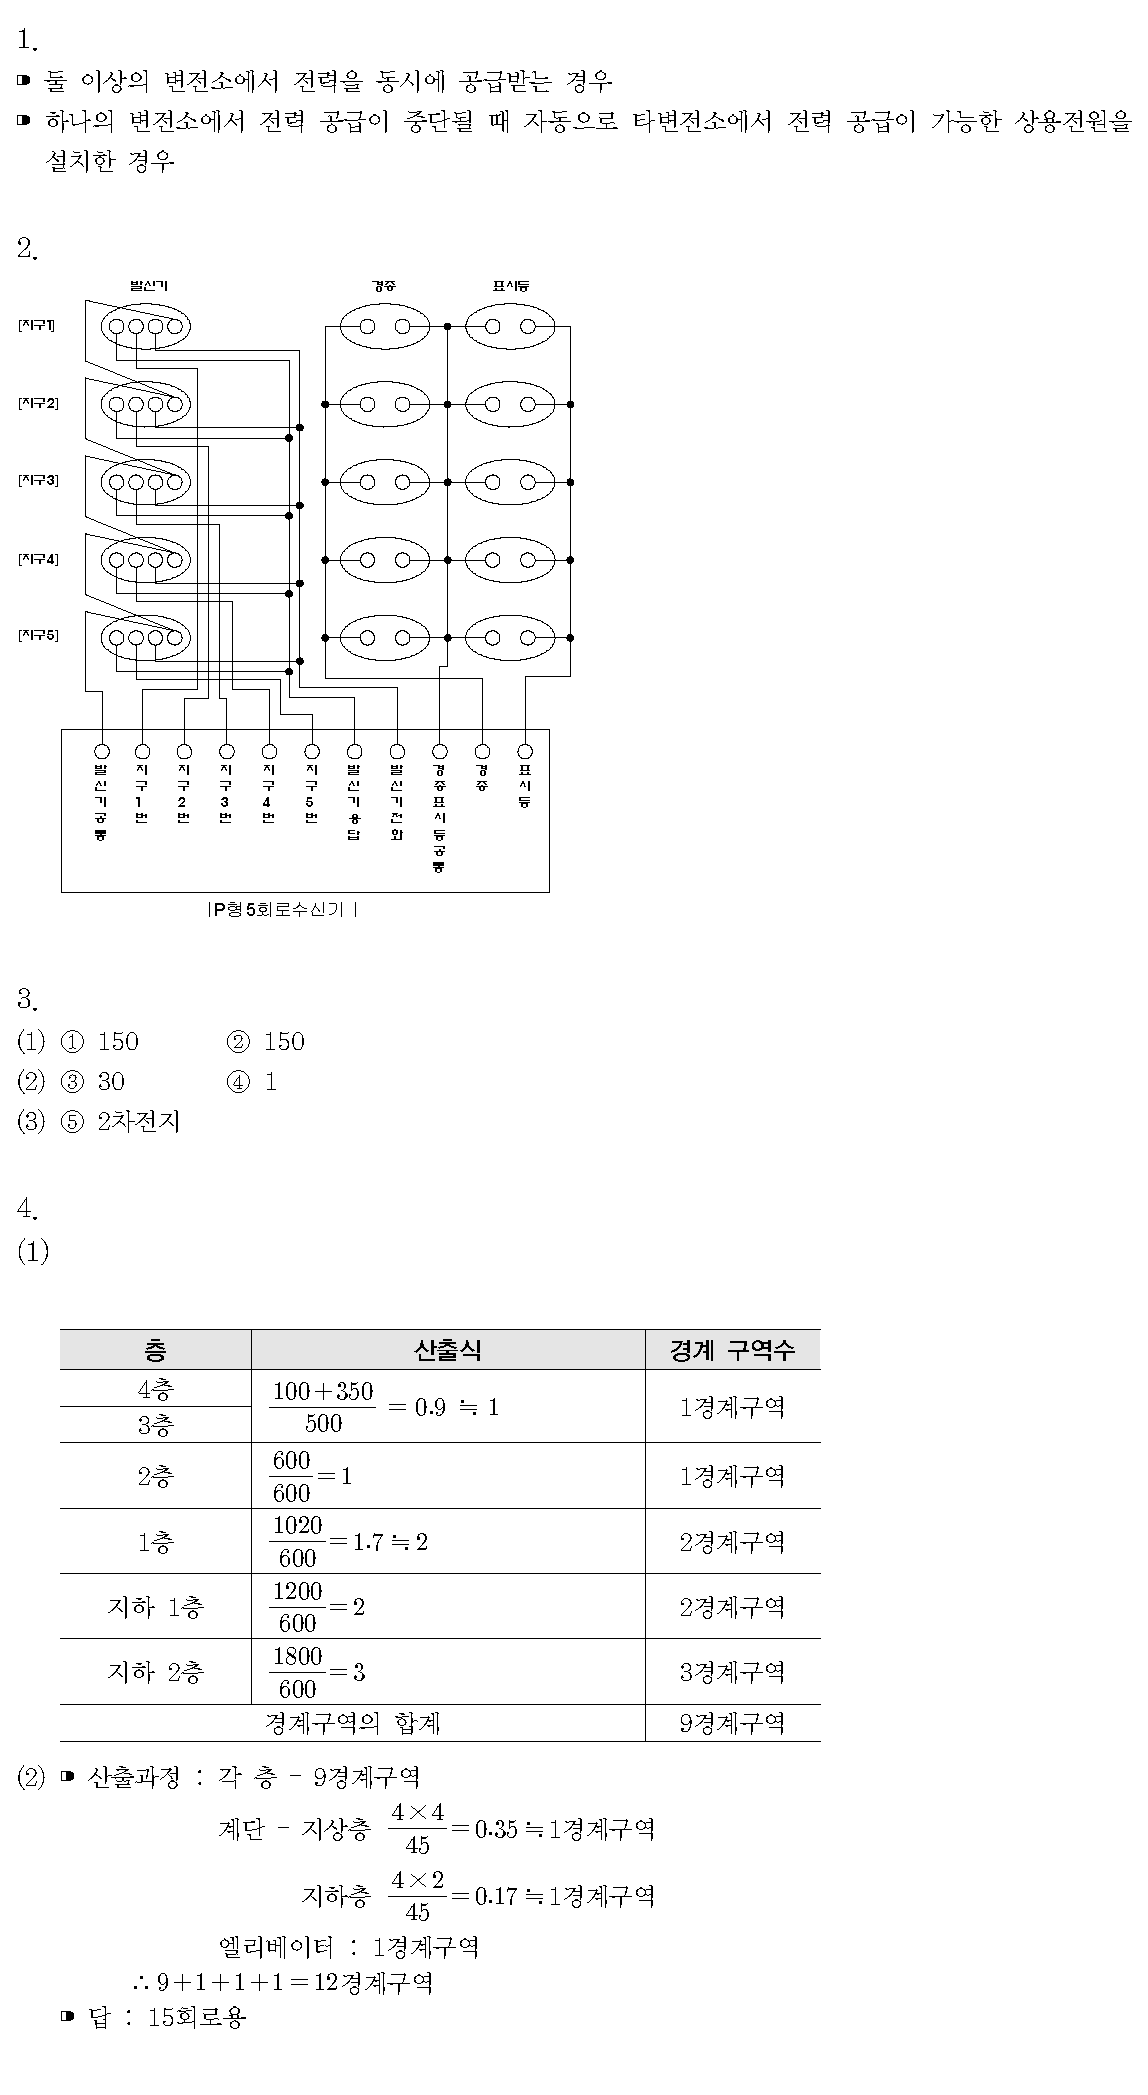 1.
➠ 둘 이상의 변전소에서 전력을 동시에 공급받는 경우
➠ 하나의 변전소에서 전력 공급이 중단될 때 자동으로 타변전소에서 전력 공급이 가능한 상용전원을
설치한 경우
2.
발신기 경종 표시등
[지구1]
[지구2]
[지구3]
[지구4]
[지구5]
발신기공통 지구1번 지구2번 지구3번 지구4번 지구5번 발신기응답 발신기전화 경종표시등공통 경종 표시등
|P형5회로수신기 |
3.
(1) ① 150 ② 150
(2) ③ 30 ④ 1
(3) ⑤ 2차전지
4.
(1)
층 산출식 경계 구역수
4층
3층 (100+350)/500 = 0.9 ≒ 1 1경계구역
2층 600/600=1 1경계구역
1층 1020/600=1.7≒2 2경계구역
지하 1층 1200/600=2 2경계구역
지하 2층 1800/600=3 3경계구역
경계구역의 합계 9경계구역
(2) ➠ 산출과정 : 각 층 - 9경계구역
계단 - 지상층 (4×4)/45=0.35≒1경계구역
지하층 (4×2)/45=0.17≒1경계구역
엘리베이터 : 1경계구역
∴ 9+1+1+1=12경계구역
➠ 답 : 15회로용